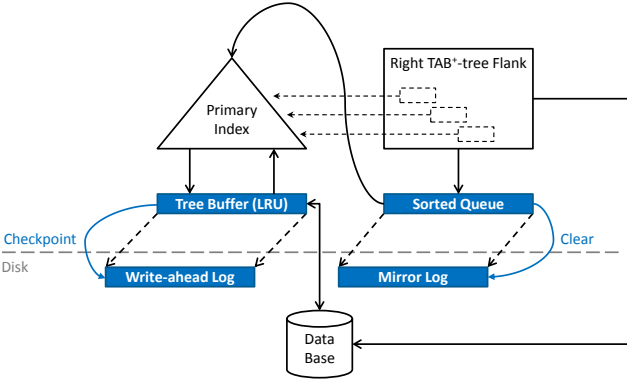 Right TAB⁺-tree Flank
Primary
Index
Tree Buffer (LRU)
Sorted Queue
Checkpoint
Clear
Disk
Write-ahead Log
Mirror Log
Data
Base